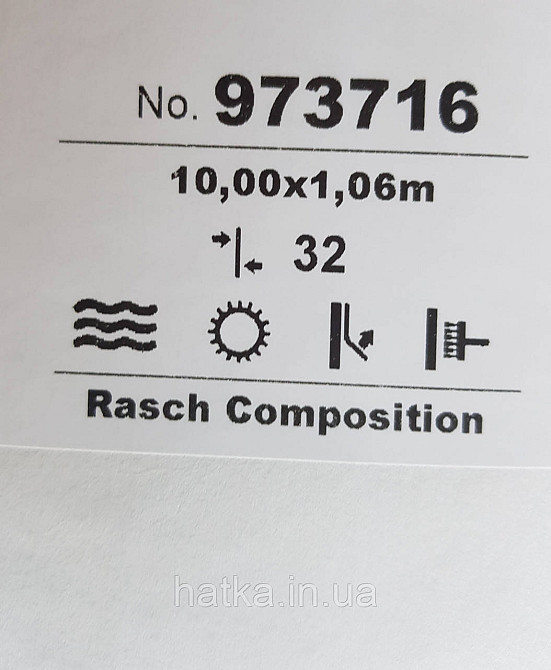 No. 973716
10,00x1,06m
32
Rasch Composition
hatka.in.ua